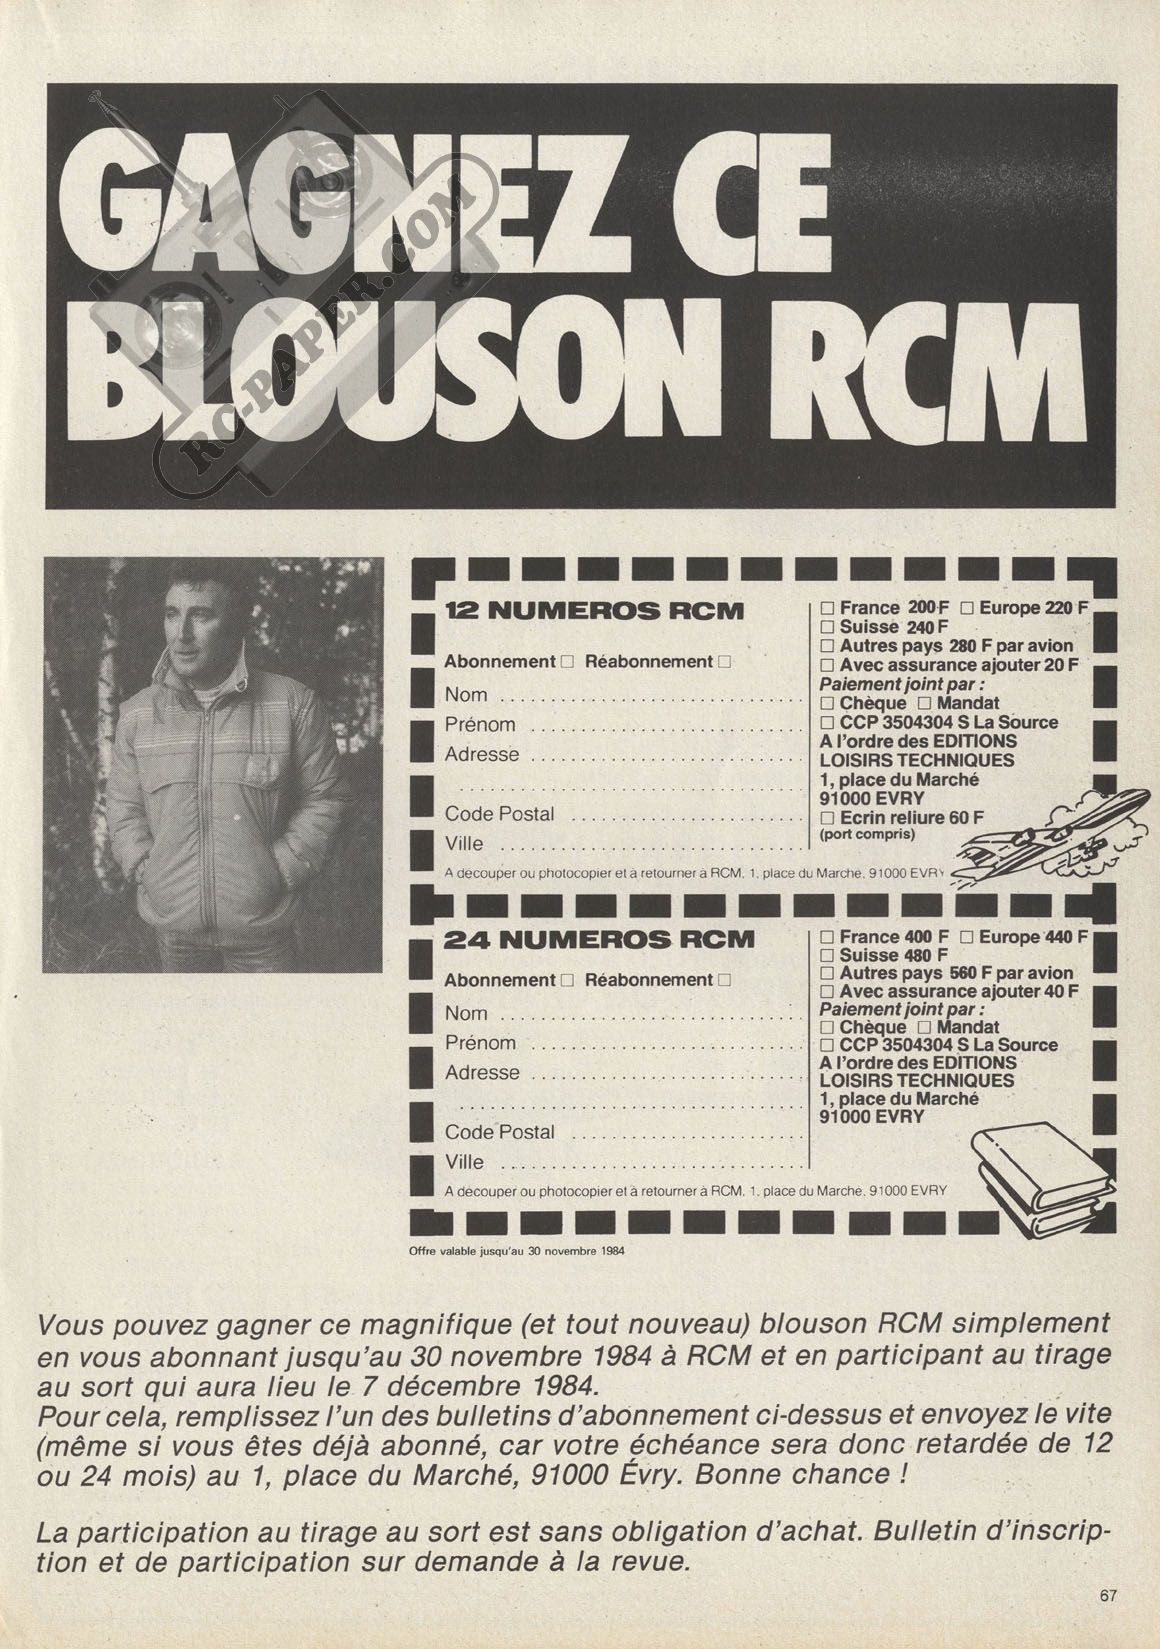 GAGNEZ CE
BLOUSON RCM
RC-PAPER.COM
12 NUMEROS RCM
Abonnement □ Réabonnement □
Nom
Prénom
Adresse
Code Postal
Ville
□ France 200 F □ Europe 220 F
□ Suisse 240 F
□ Autres pays 280 F par avion
□ Avec assurance ajouter 20 F
Paiement joint par :
□ Chèque □ Mandat
□ CCP 3504304 S La Source
A l'ordre des EDITIONS
LOISIRS TECHNIQUES
1, place du Marché
91000 EVRY
□ Ecrin reliure 60 F
(port compris)
A decouper ou photocopier et à retourner à RCM, 1, place du Marche, 91000 EVRY
24 NUMEROS RCM
Abonnement □ Réabonnement □
Nom
Prénom
Adresse
Code Postal
Ville
□ France 400 F □ Europe 440 F
□ Suisse 480 F
□ Autres pays 560 F par avion
□ Avec assurance ajouter 40 F
Paiement joint par :
□ Chèque □ Mandat
□ CCP 3504304 S La Source
A l'ordre des EDITIONS
LOISIRS TECHNIQUES
1, place du Marché
91000 EVRY
A decouper ou photocopier et à retourner à RCM, 1, place du Marche, 91000 EVRY
Offre valable jusqu'au 30 novembre 1984
Vous pouvez gagner ce magnifique (et tout nouveau) blouson RCM simplement
en vous abonnant jusqu'au 30 novembre 1984 à RCM et en participant au tirage
au sort qui aura lieu le 7 décembre 1984.
Pour cela, remplissez l'un des bulletins d'abonnement ci-dessus et envoyez le vite
(même si vous êtes déjà abonné, car votre échéance sera donc retardée de 12
ou 24 mois) au 1, place du Marché, 91000 Évry. Bonne chance !
La participation au tirage au sort est sans obligation d'achat. Bulletin d'inscrip-
tion et de participation sur demande à la revue.
67